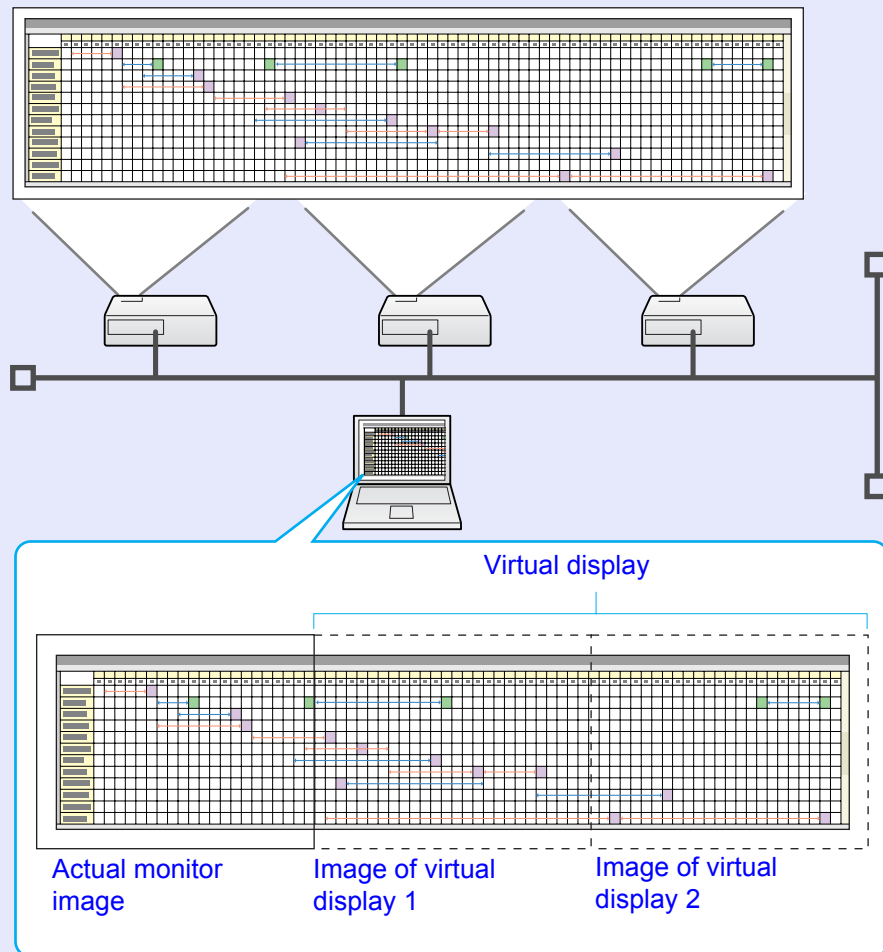 Virtual display
Actual monitor
image
Image of virtual
display 1
Image of virtual
display 2